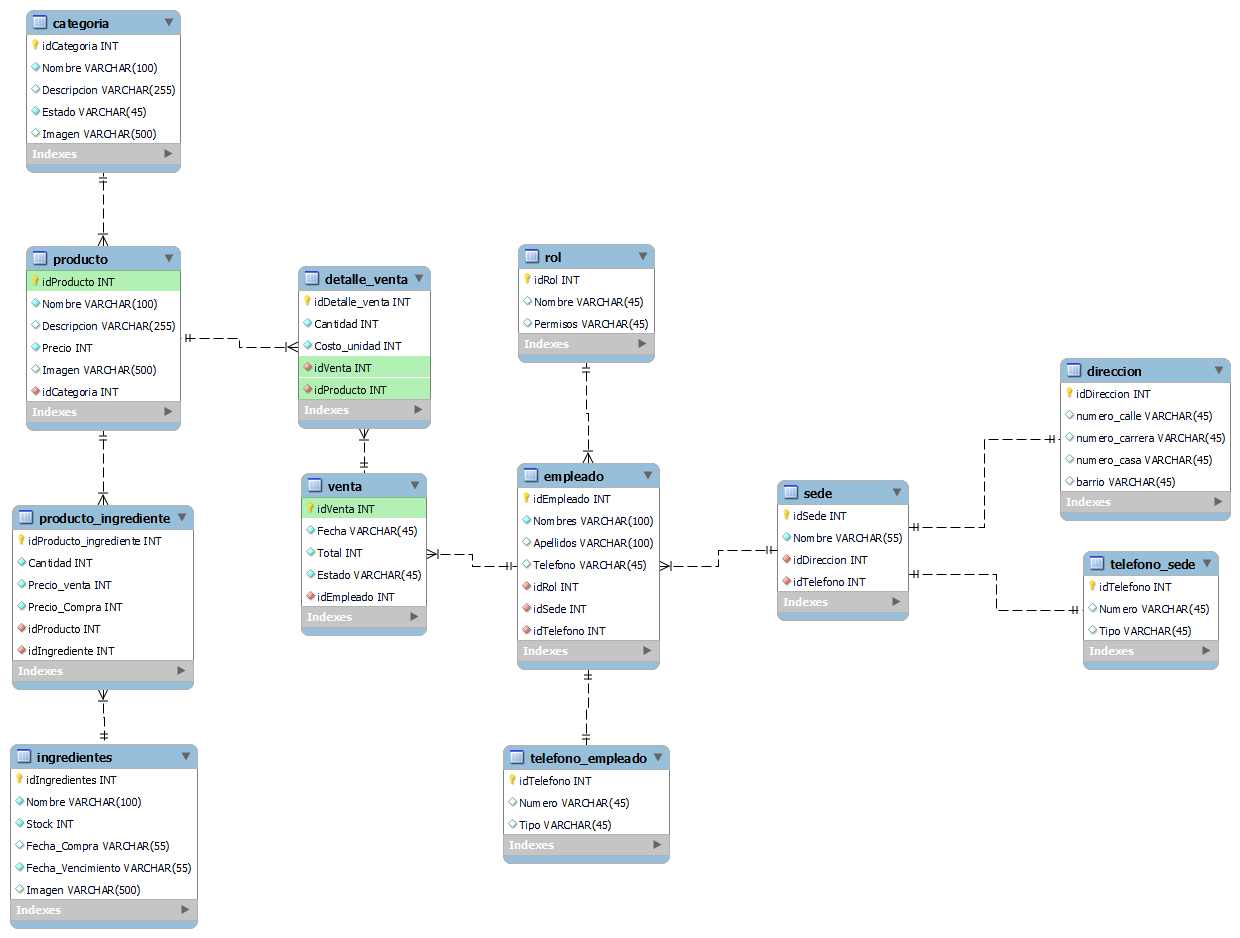 categoria
idCategoria INT
Nombre VARCHAR(100)
Descripcion VARCHAR(255)
Estado VARCHAR(45)
Imagen VARCHAR(500)
Indexes
producto
idProducto INT
Nombre VARCHAR(100)
Descripcion VARCHAR(255)
Precio INT
Imagen VARCHAR(500)
idCategoria INT
Indexes
producto_ingrediente
idProducto_ingrediente INT
Cantidad INT
Precio_venta INT
Precio_Compra INT
idProducto INT
idIngrediente INT
Indexes
ingredientes
idIngredientes INT
Nombre VARCHAR(100)
Stock INT
Fecha_Compra VARCHAR(55)
Fecha_Vencimiento VARCHAR(55)
Imagen VARCHAR(500)
Indexes
detalle_venta
idDetalle_venta INT
Cantidad INT
Costo_unidad INT
idVenta INT
idProducto INT
Indexes
venta
idVenta INT
Fecha VARCHAR(45)
Total INT
Estado VARCHAR(45)
idEmpleado INT
Indexes
rol
idRol INT
Nombre VARCHAR(45)
Permisos VARCHAR(45)
Indexes
empleado
idEmpleado INT
Nombres VARCHAR(100)
Apellidos VARCHAR(100)
Telefono VARCHAR(45)
idRol INT
idSede INT
idTelefono INT
Indexes
telefono_empleado
idTelefono INT
Numero VARCHAR(45)
Tipo VARCHAR(45)
Indexes
sede
idSede INT
Nombre VARCHAR(55)
idDireccion INT
idTelefono INT
Indexes
direccion
idDireccion INT
numero_calle VARCHAR(45)
numero_carrera VARCHAR(45)
numero_casa VARCHAR(45)
barrio VARCHAR(45)
Indexes
telefono_sede
idTelefono INT
Numero VARCHAR(45)
Tipo VARCHAR(45)
Indexes